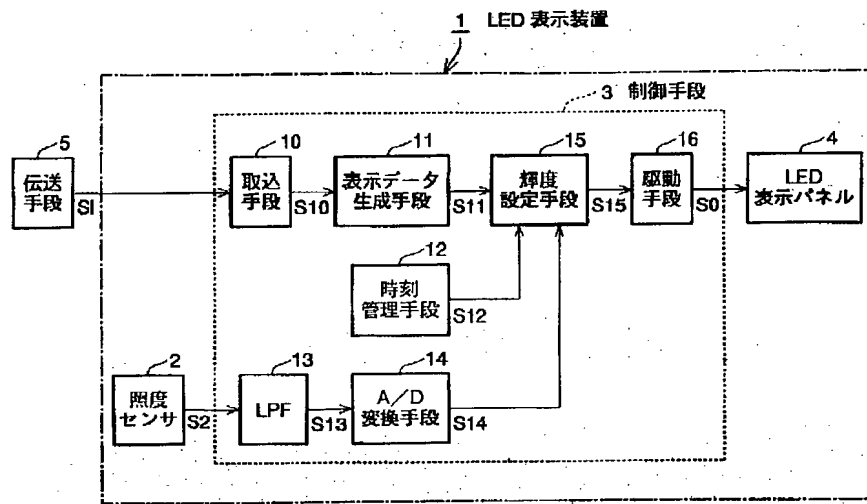 1 LED 表示装置
3 制御手段
5
伝送
手段
SI
10
取込
手段
S10
11
表示データ
生成手段
S11
15
輝度
設定手段
S15
16
駆動
手段
S0
4
LED
表示パネル
12
時刻
管理手段
S12
2
照度
センサ
S2
13
LPF
S13
14
A/D
変換手段
S14